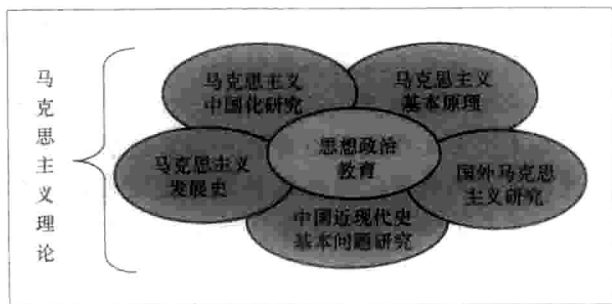 马克思主义理论
马克思主义
中国化研究
马克思主义
基本原理
思想政治
教育
马克思主义
发展史
国外马克思
主义研究
中国近现代史
基本问题研究